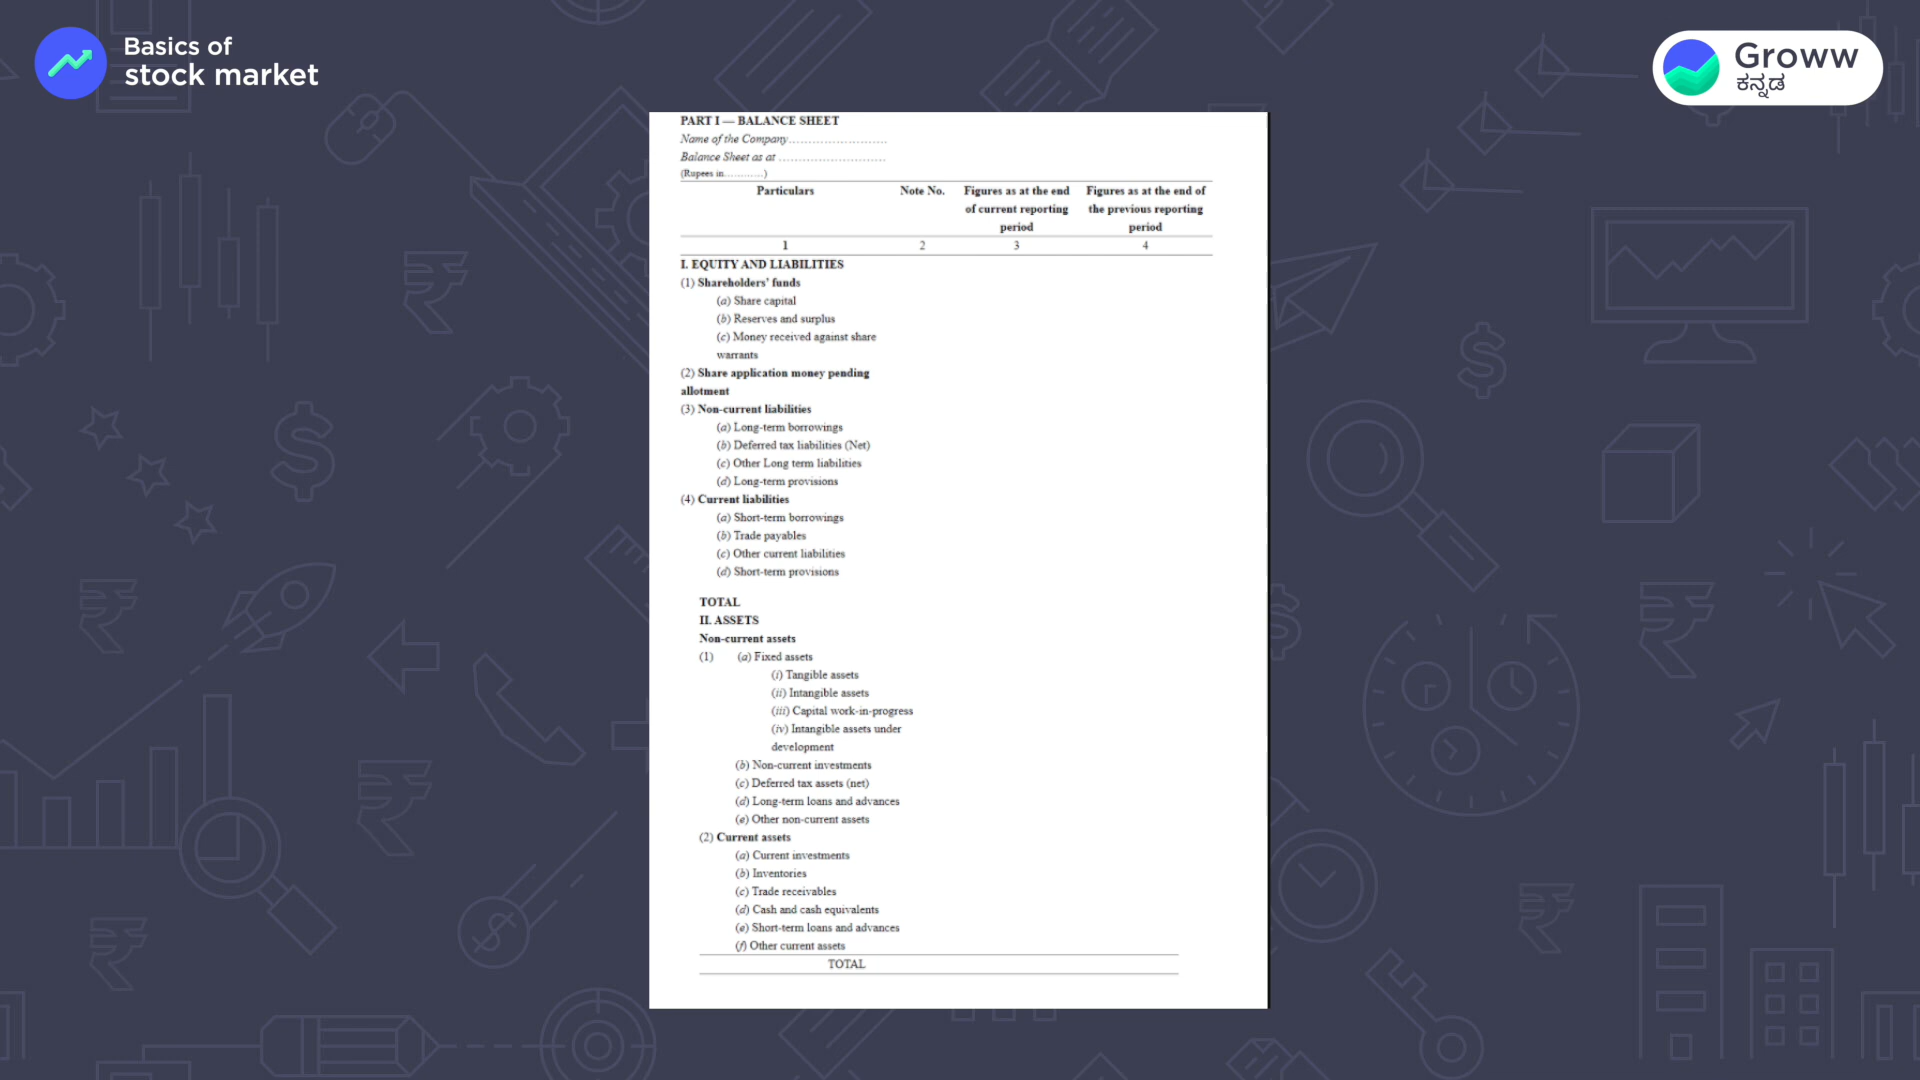 Basics of
stock market
Groww
ಕನ್ನಡ
PART I — BALANCE SHEET
Name of the Company.........................
Balance Sheet as at ...........................
(Rupees in.............)
Particulars Note No. Figures as at the end of current reporting period Figures as at the end of the previous reporting period
1 2 3 4
I. EQUITY AND LIABILITIES
(1) Shareholders' funds
(a) Share capital
(b) Reserves and surplus
(c) Money received against share
warrants
(2) Share application money pending
allotment
(3) Non-current liabilities
(a) Long-term borrowings
(b) Deferred tax liabilities (Net)
(c) Other Long term liabilities
(d) Long-term provisions
(4) Current liabilities
(a) Short-term borrowings
(b) Trade payables
(c) Other current liabilities
(d) Short-term provisions
TOTAL
II. ASSETS
Non-current assets
(1) (a) Fixed assets
(i) Tangible assets
(ii) Intangible assets
(iii) Capital work-in-progress
(iv) Intangible assets under
development
(b) Non-current investments
(c) Deferred tax assets (net)
(d) Long-term loans and advances
(e) Other non-current assets
(2) Current assets
(a) Current investments
(b) Inventories
(c) Trade receivables
(d) Cash and cash equivalents
(e) Short-term loans and advances
(f) Other current assets
TOTAL